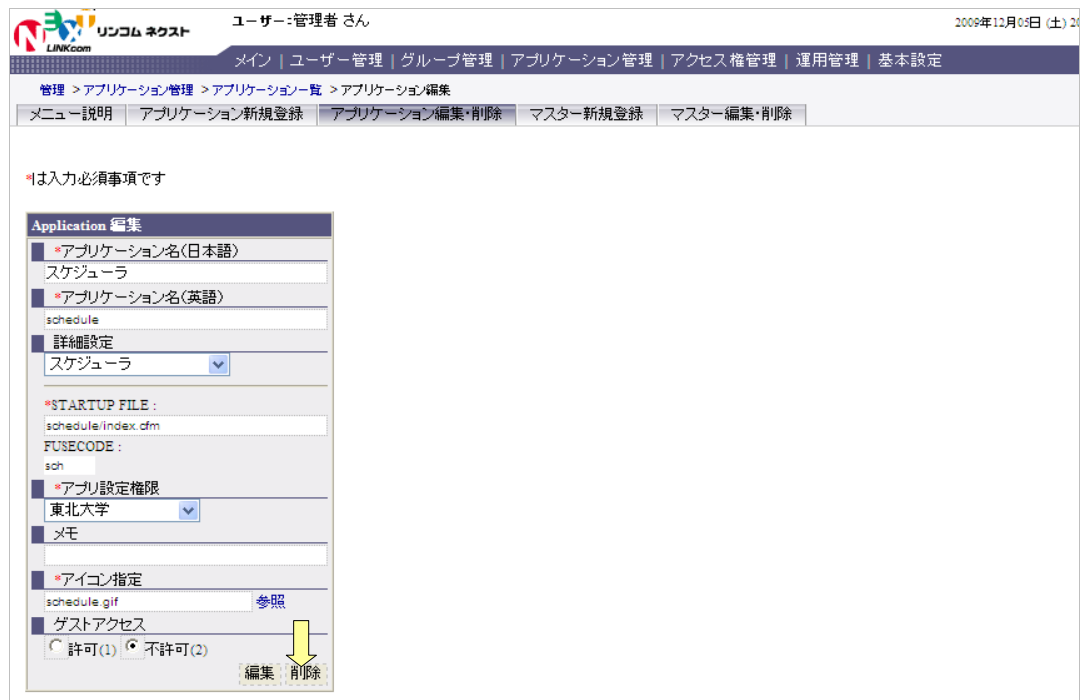 リンコム ネクスト
LINKcom
ユーザー:管理者 さん
2009年12月05日 (土) 20
メイン | ユーザー管理 | グループ管理 | アプリケーション管理 | アクセス権管理 | 運用管理 | 基本設定
管理 >アプリケーション管理 >アプリケーション一覧 >アプリケーション編集
メニュー説明 アプリケーション新規登録 アプリケーション編集・削除 マスター新規登録 マスター編集・削除
*は入力必須事項です
Application 編集
*アプリケーション名(日本語)
スケジューラ
*アプリケーション名(英語)
schedule
詳細設定
スケジューラ
*STARTUP FILE :
schedule/index.cfm
FUSECODE :
sch
*アプリ設定権限
東北大学
メモ
*アイコン指定
schedule.gif 参照
ゲストアクセス
許可(1) 不許可(2)
編集 削除